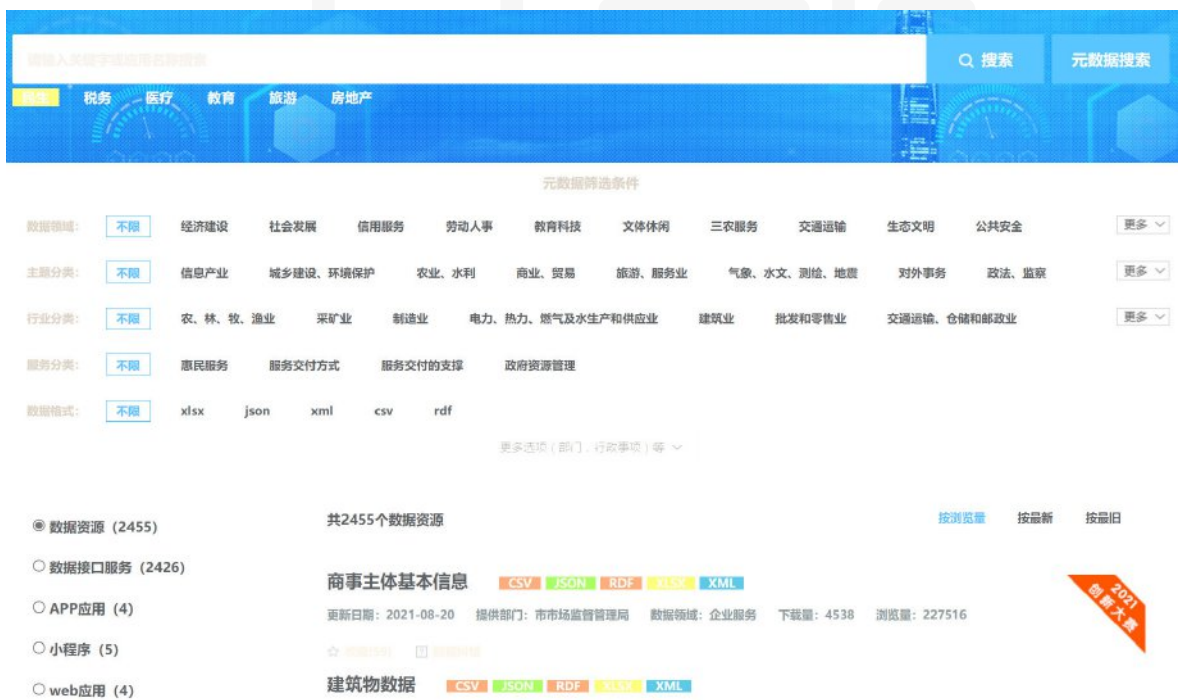 请输入关键字或应用名称搜索 搜索 元数据搜索
民生 税务 医疗 教育 旅游 房地产
元数据筛选条件
数据领域: 不限 经济建设 社会发展 信用服务 劳动人事 教育科技 文体休闲 三农服务 交通运输 生态文明 公共安全 更多
主题分类: 不限 信息产业 城乡建设、环境保护 农业、水利 商业、贸易 旅游、服务业 气象、水文、测绘、地震 对外事务 政法、监察 更多
行业分类: 不限 农、林、牧、渔业 采矿业 制造业 电力、热力、燃气及水生产和供应业 建筑业 批发和零售业 交通运输、仓储和邮政业 更多
服务分类: 不限 惠民服务 服务交付方式 服务交付的支撑 政府资源管理
数据格式: 不限 xlsx json xml csv rdf
更多选项(部门,行政事项)等
数据资源 (2455)
数据接口服务 (2426)
APP应用 (4)
小程序 (5)
web应用 (4)
共2455个数据资源 按浏览量 按最新 按最旧
商事主体基本信息 CSV JSON RDF XLSX XML
2021
创新大赛
更新日期: 2021-08-20 提供部门: 市市场监督管理局 数据领域: 企业服务 下载量: 4538 浏览量: 227516
建筑物数据 CSV JSON RDF XLSX XML